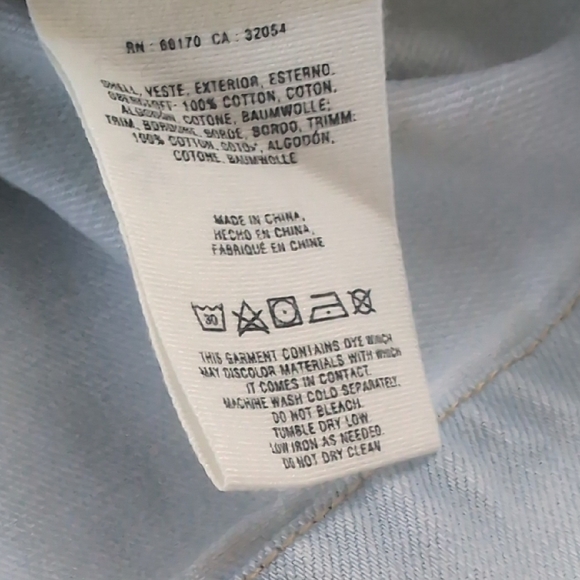 RN : 66170 CA : 32054
SHELL, VESTE, EXTERIOR, ESTERNO,
OBERSTOFF: 100% COTTON, COTON,
ALGODON, COTONE, BAUMWOLLE;
TRIM, BORDURE, BORDE, BORDO, TRIMM:
100% COTTON, COTON, ALGODÓN,
COTONE, BAUMWOLLE
MADE IN CHINA.
HECHO EN CHINA.
FABRIQUÉ EN CHINE
30
THIS GARMENT CONTAINS DYE WHICH
MAY DISCOLOR MATERIALS WITH WHICH
IT COMES IN CONTACT.
MACHINE WASH COLD SEPARATELY.
DO NOT BLEACH.
TUMBLE DRY LOW.
LOW IRON AS NEEDED.
DO NOT DRY CLEAN